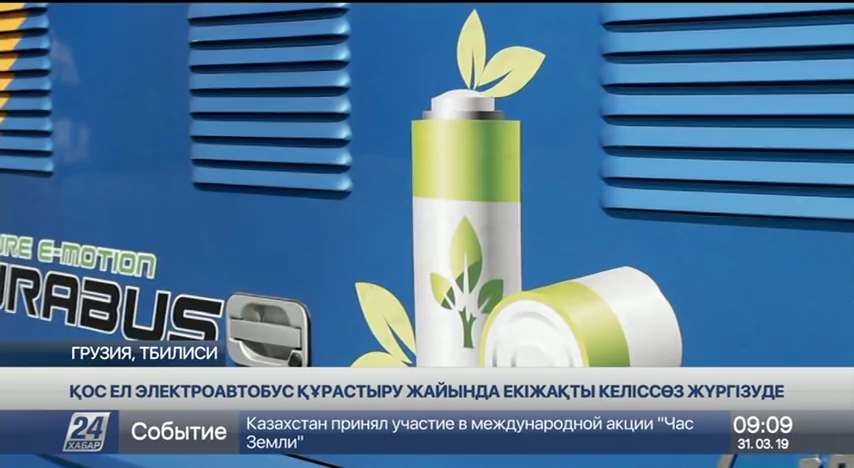 URE E-MOTION
URABUS
ГРУЗИЯ, ТБИЛИСИ
ҚОС ЕЛ ЭЛЕКТРОАВТОБУС ҚҰРАСТЫРУ ЖАЙЫНДА ЕКІЖАҚТЫ КЕЛІССӨЗ ЖҮРГІЗУДЕ
24
ХАБАР
Событие
Казахстан принял участие в международной акции "Час
Земли"
09:09
31.03.19